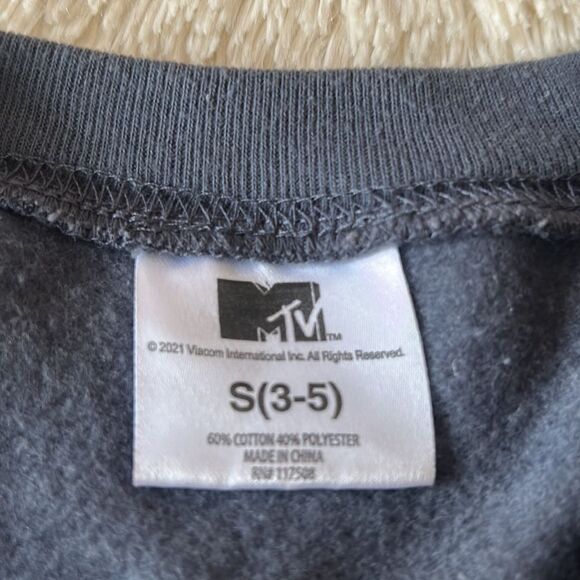 MTV
TM
© 2021 Viacom International Inc. All Rights Reserved.
S(3-5)
60% COTTON 40% POLYESTER
MADE IN CHINA
RN# 117508